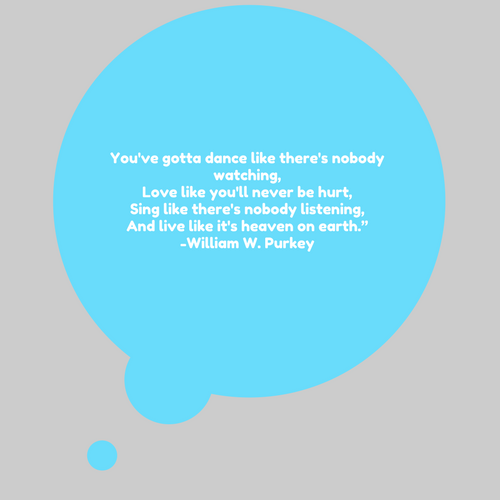 You've gotta dance like there's nobody
watching,
Love like you'll never be hurt,
Sing like there's nobody listening,
And live like it's heaven on earth.”
-William W. Purkey